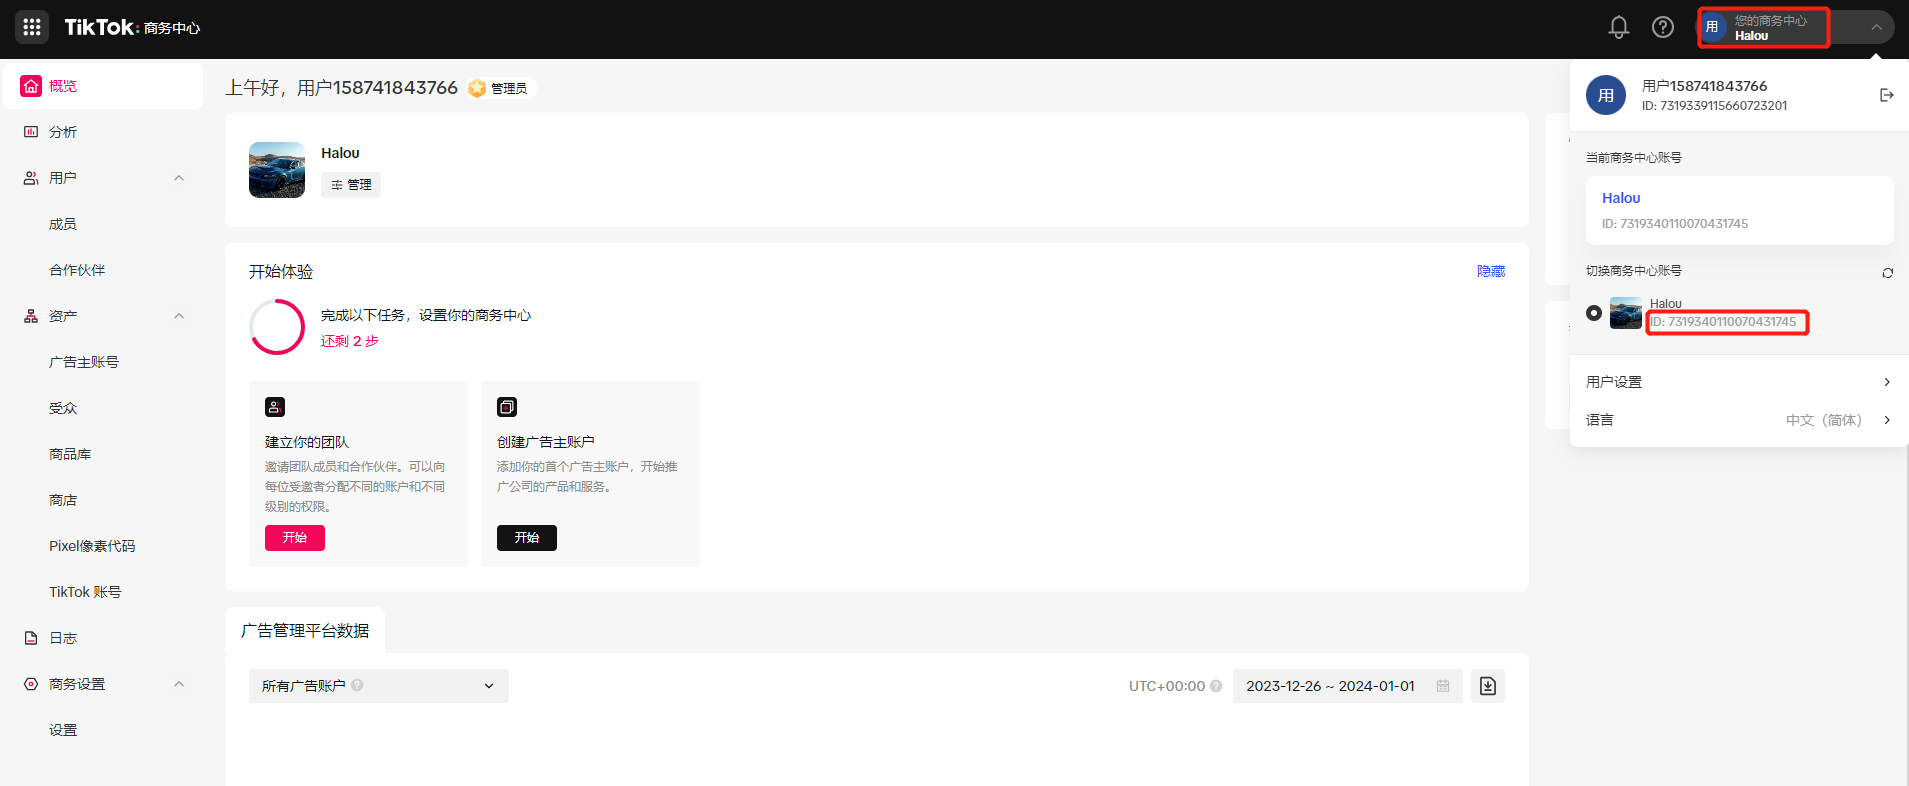 TikTok: 商务中心
用
您的商务中心
Halou
概览
分析
用户
成员
合作伙伴
资产
广告主账号
受众
商品库
商店
Pixel像素代码
TikTok 账号
日志
商务设置
设置
上午好，用户158741843766
管理员
Halou
管理
开始体验
隐藏
完成以下任务，设置你的商务中心
还剩 2 步
建立你的团队
邀请团队成员和合作伙伴。可以向
每位受邀者分配不同的账户和不同
级别的权限。
开始
创建广告主账户
添加你的首个广告主账户，开始推
广公司的产品和服务。
开始
广告管理平台数据
所有广告账户
UTC+00:00
2023-12-26 ~ 2024-01-01
用
用户158741843766
ID: 7319339115660723201
当前商务中心账号
Halou
ID: 7319340110070431745
切换商务中心账号
Halou
ID: 7319340110070431745
用户设置
语言
中文（简体）